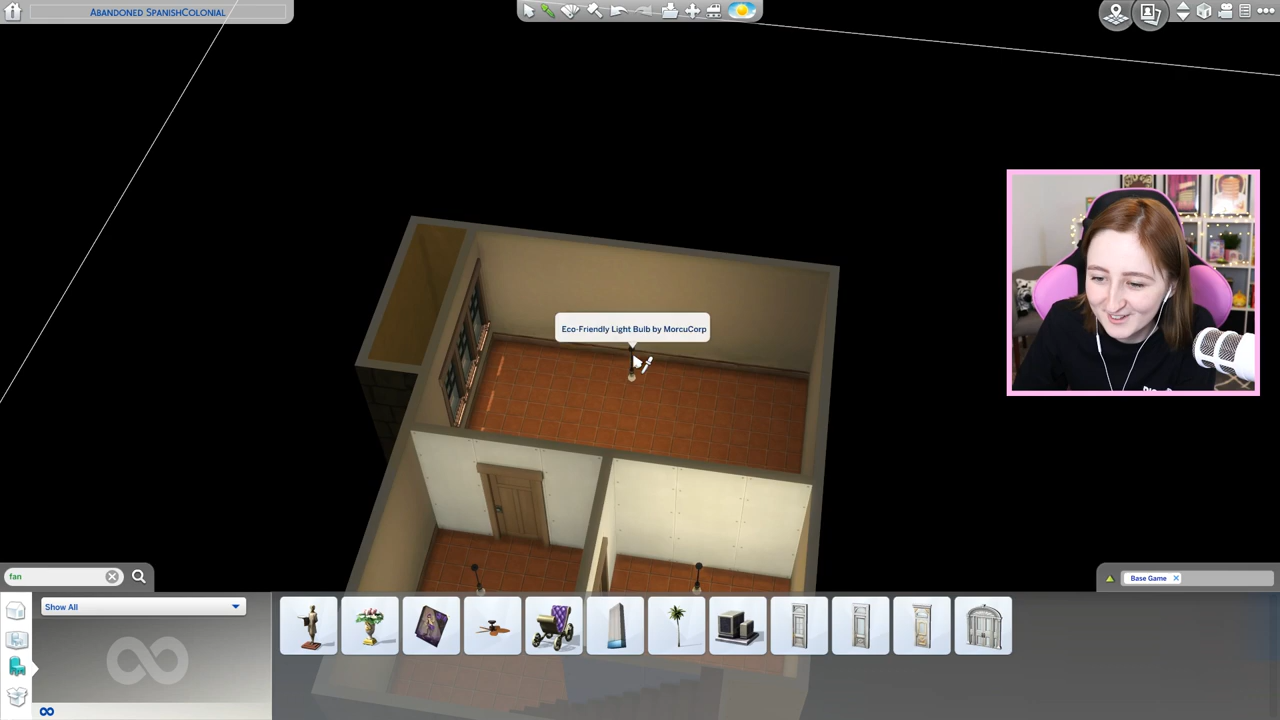 ABANDONED SPANISHCOLONIAL
Eco-Friendly Light Bulb by MorcuCorp
fan
Base Game
Show All